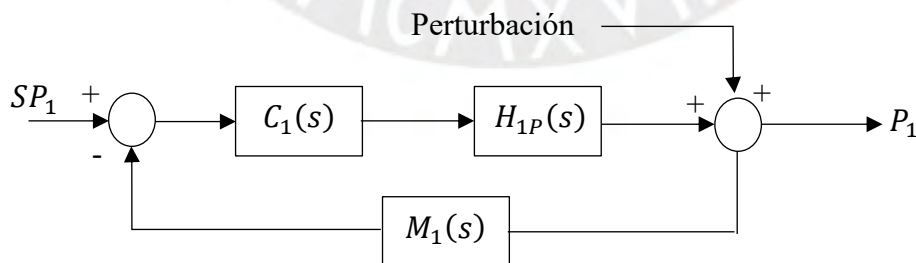 Perturbación
SP₁ + C₁(s) H₁P(s) + + P₁
-
M₁(s)